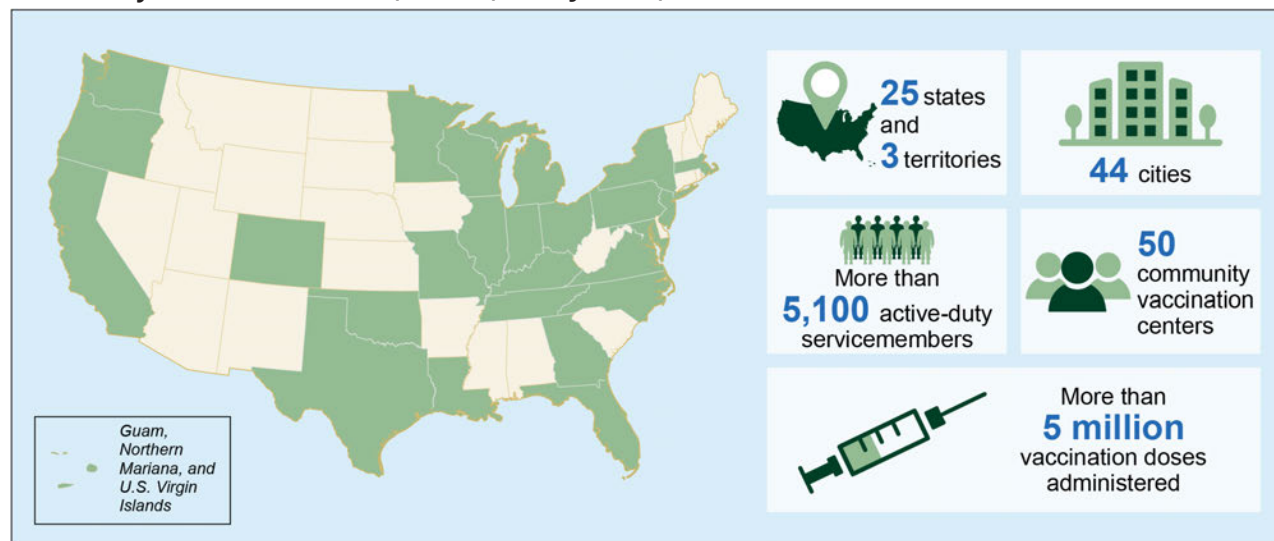 Guam,
Northern
Mariana, and
U.S. Virgin
Islands
25 states
and
3 territories
44 cities
More than
5,100 active-duty
servicemembers
50
community
vaccination
centers
More than
5 million
vaccination doses
administered